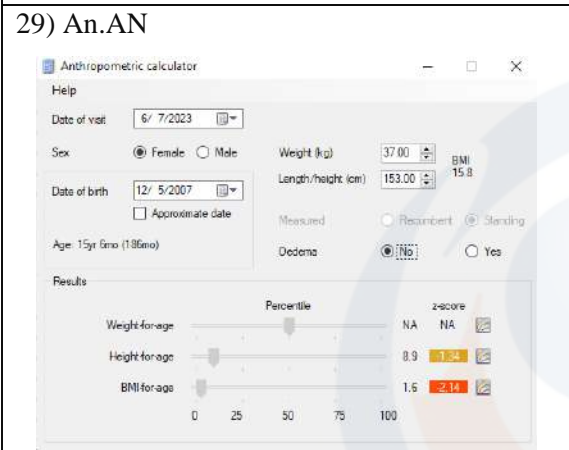 29) An.AN
Anthropometric calculator
Help
Date of visit 6/ 7/2023
Sex Female Male Weight (kg) 37.00 BMI
15.8
Length/height (cm) 153.00
Date of birth 12/ 5/2007
Approximate date
Measured Recumbent Standing
Age: 15yr 6mo (186mo)
Oedema No Yes
Results
Percentile z-score
Weight-for-age NA NA
Height-for-age 8.9 -1.34
BMI-for-age 1.6 -2.14
0 25 50 75 100